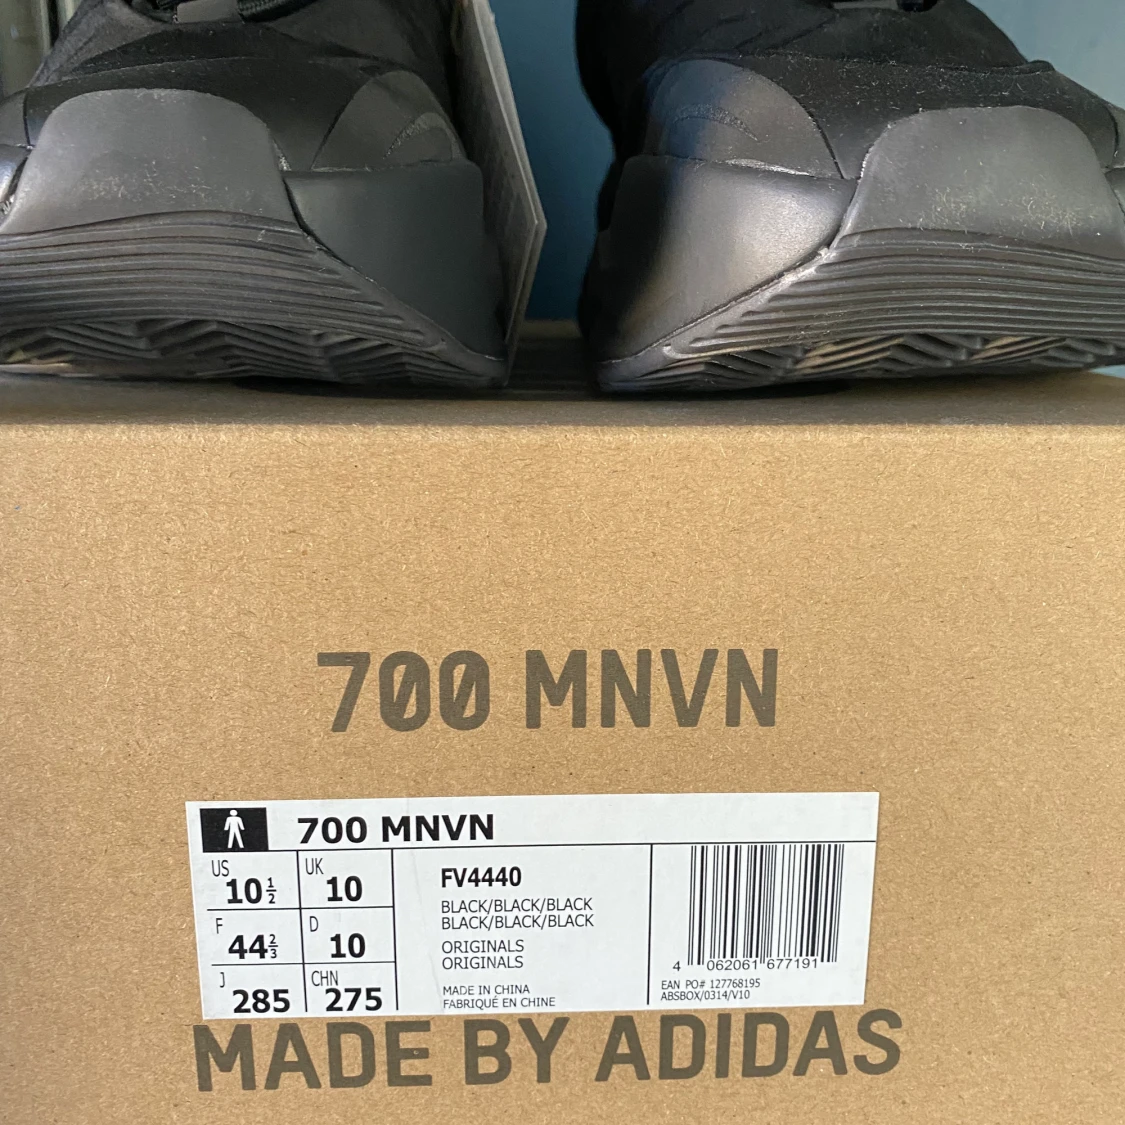 700 MNVN
700 MNVN
US 10 1/2 UK 10
F 44 2/3 D 10
J 285 CHN 275
FV4440
BLACK/BLACK/BLACK
BLACK/BLACK/BLACK
ORIGINALS
ORIGINALS
MADE IN CHINA
FABRIQUÉ EN CHINE
4 062061 677191
EAN PO# 127768195
ABSBOX/0314/V10
MADE BY ADIDAS